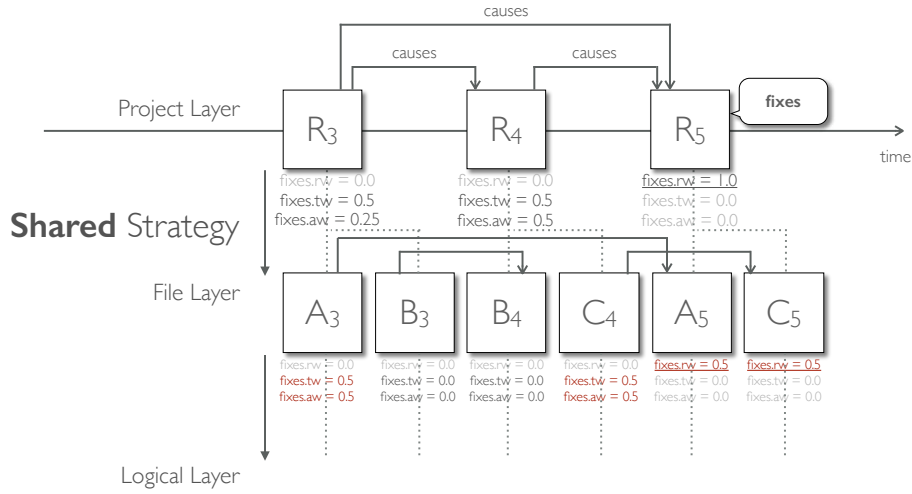 causes
causes
causes
Project Layer
R3
R4
R5
fixes
time
fixes.rw = 0.0
fixes.tw = 0.5
fixes.aw = 0.25
fixes.rw = 0.0
fixes.tw = 0.5
fixes.aw = 0.5
fixes.rw = 1.0
fixes.tw = 0.0
fixes.aw = 0.0
Shared Strategy
File Layer
A3
B3
B4
C4
A5
C5
fixes.rw = 0.0
fixes.tw = 0.5
fixes.aw = 0.5
fixes.rw = 0.0
fixes.tw = 0.0
fixes.aw = 0.0
fixes.rw = 0.0
fixes.tw = 0.0
fixes.aw = 0.0
fixes.rw = 0.0
fixes.tw = 0.5
fixes.aw = 0.5
fixes.rw = 0.5
fixes.tw = 0.0
fixes.aw = 0.0
fixes.rw = 0.5
fixes.tw = 0.0
fixes.aw = 0.0
Logical Layer